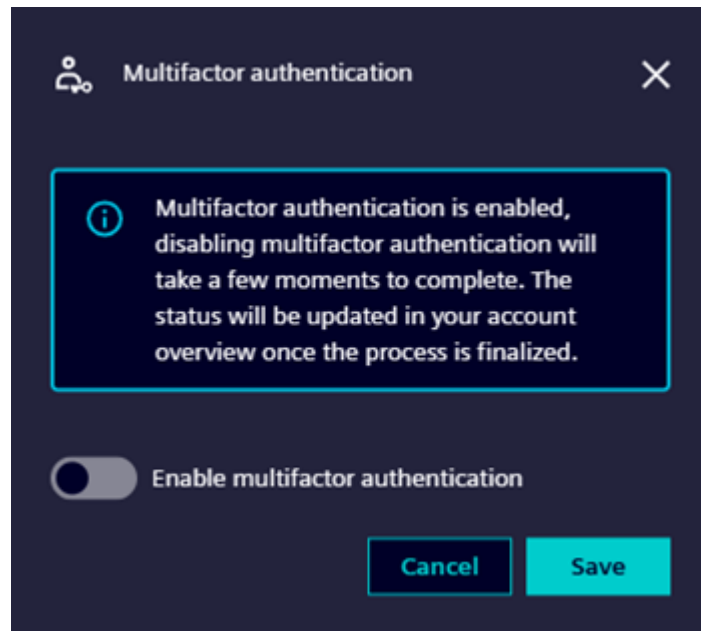 Multifactor authentication
Multifactor authentication is enabled,
disabling multifactor authentication will
take a few moments to complete. The
status will be updated in your account
overview once the process is finalized.
Enable multifactor authentication
Cancel
Save